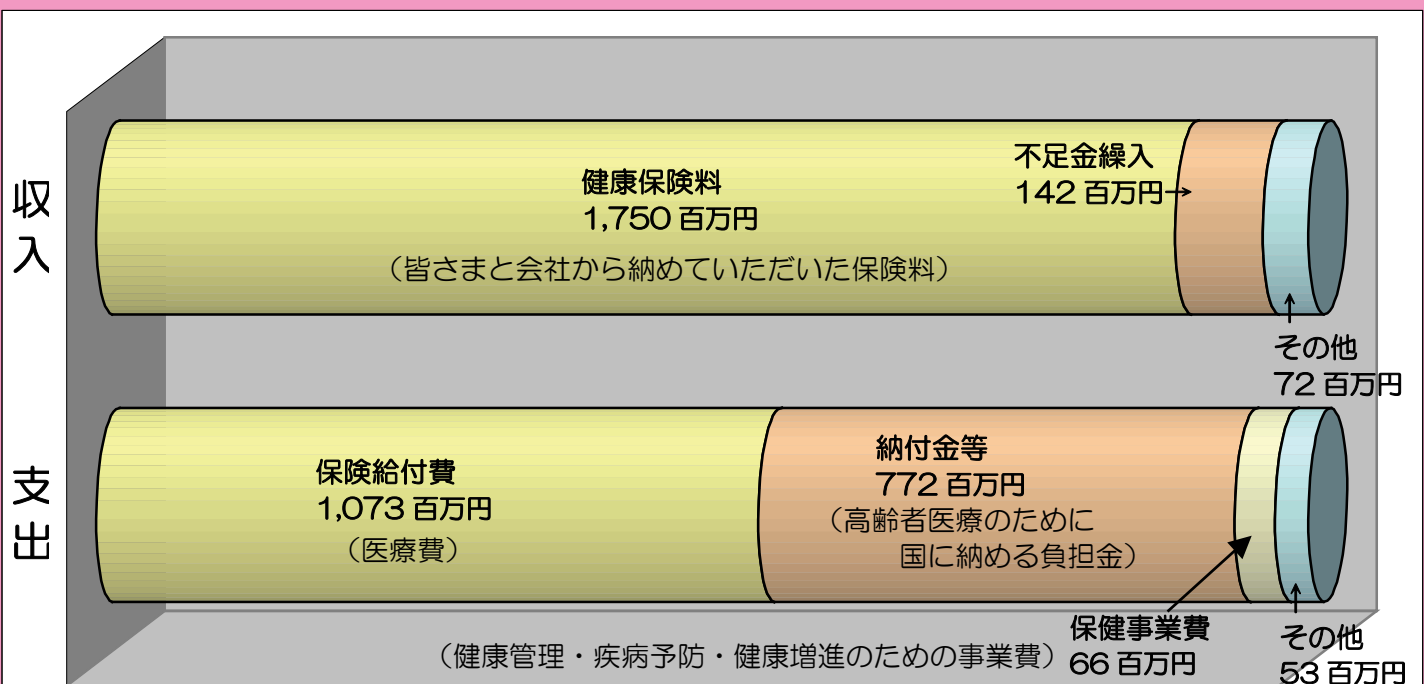 収入
健康保険料
1,750 百万円
（皆さまと会社から納めていただいた保険料）
不足金繰入
142 百万円→
その他
72 百万円
支出
保険給付費
1,073 百万円
（医療費）
納付金等
772 百万円
（高齢者医療のために
国に納める負担金）
保健事業費
66 百万円
（健康管理・疾病予防・健康増進のための事業費）
その他
53 百万円